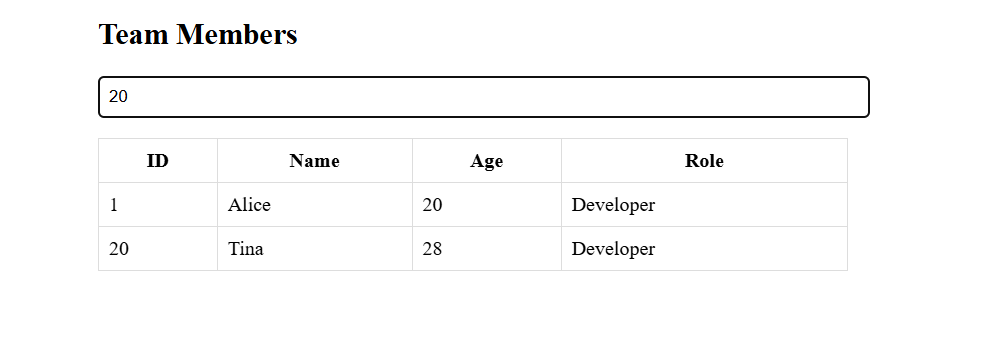 Team Members
20
ID Name Age Role
1 Alice 20 Developer
20 Tina 28 Developer